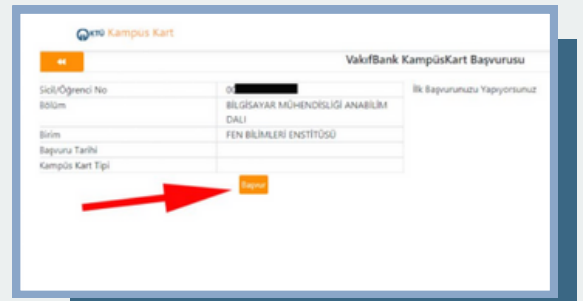 KTÜ Kampüs Kart
VakıfBank KampüsKart Başvurusu
Sicil/Öğrenci No
İlk Başvurunuzu Yapıyorsunuz
Bölüm
BİLGİSAYAR MÜHENDİSLİĞİ ANABİLİM
DALI
Birim
FEN BİLİMLERİ ENSTİTÜSÜ
Başvuru Tarihi
Kampüs Kart Tipi
Başvur